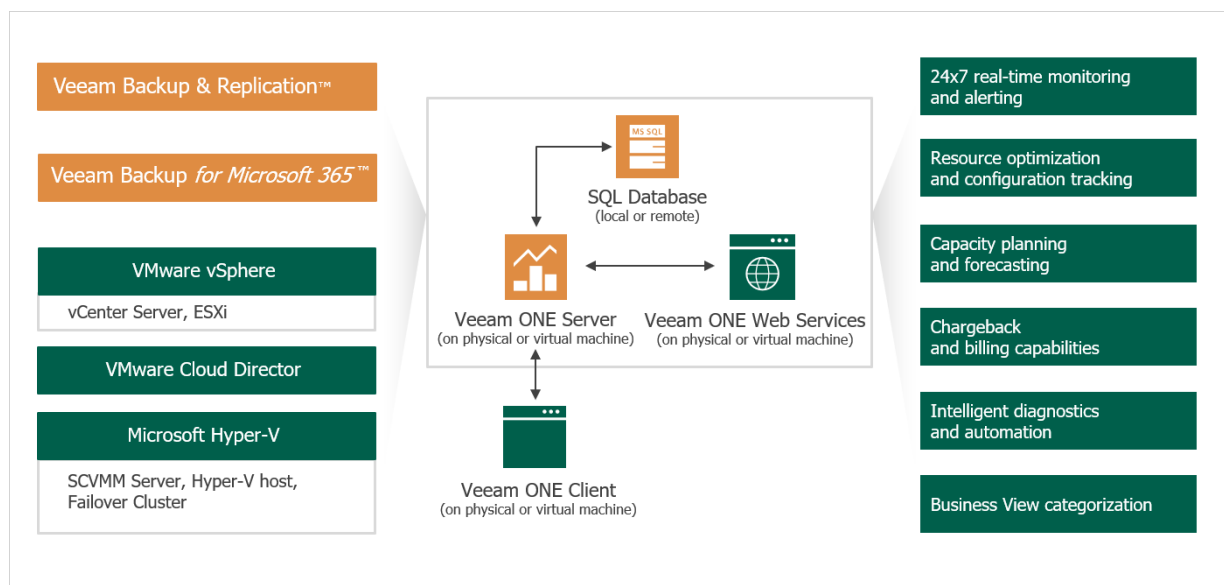 Veeam Backup & Replication™
Veeam Backup for Microsoft 365™
VMware vSphere
vCenter Server, ESXi
VMware Cloud Director
Microsoft Hyper-V
SCVMM Server, Hyper-V host,
Failover Cluster
MS SQL
SQL Database
(local or remote)
Veeam ONE Server
(on physical or virtual machine)
Veeam ONE Web Services
(on physical or virtual machine)
Veeam ONE Client
(on physical or virtual machine)
24x7 real-time monitoring
and alerting
Resource optimization
and configuration tracking
Capacity planning
and forecasting
Chargeback
and billing capabilities
Intelligent diagnostics
and automation
Business View categorization